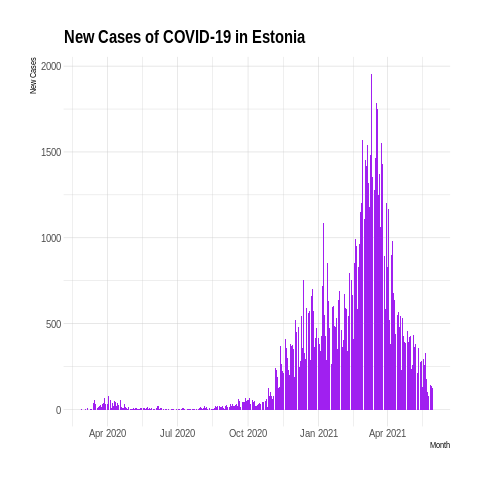 New Cases of COVID-19 in Estonia
New Cases
2000
1500
1000
500
0
Apr 2020 Jul 2020 Oct 2020 Jan 2021 Apr 2021
Month